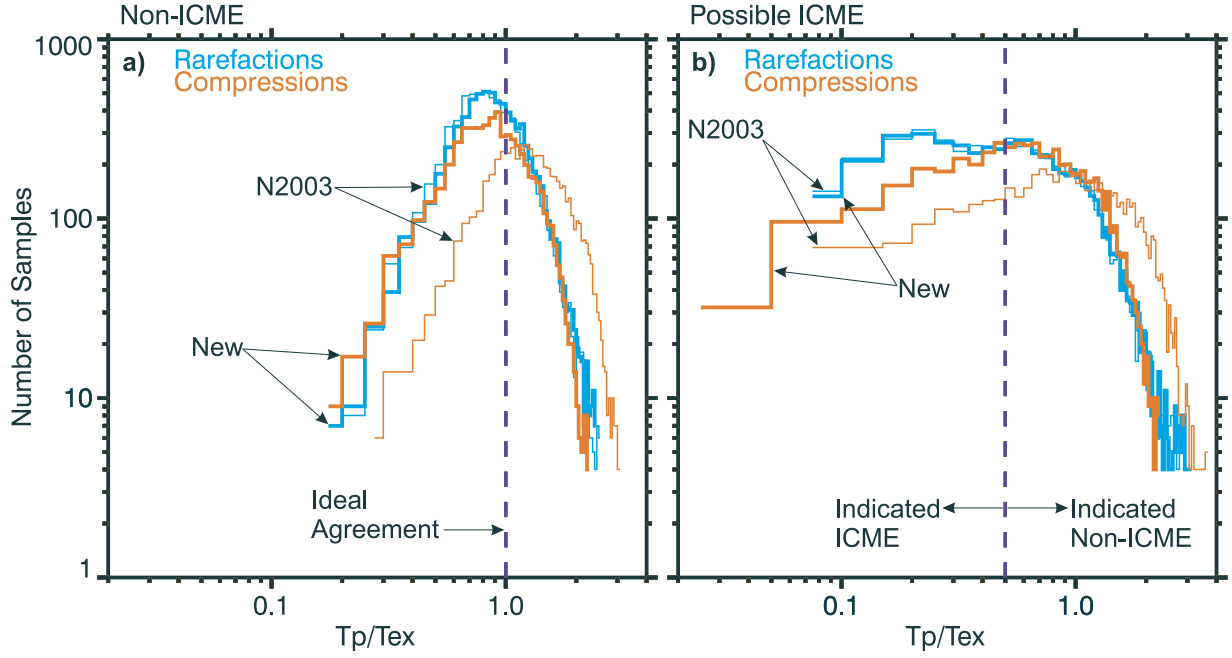 Non-ICME
Possible ICME
1000
a)
Rarefactions
Compressions
b)
Rarefactions
Compressions
N2003
N2003
100
New
New
10
Ideal
Agreement
Indicated
ICME
Indicated
Non-ICME
1
Number of Samples
0.1
1.0
0.1
1.0
Tp/Tex
Tp/Tex